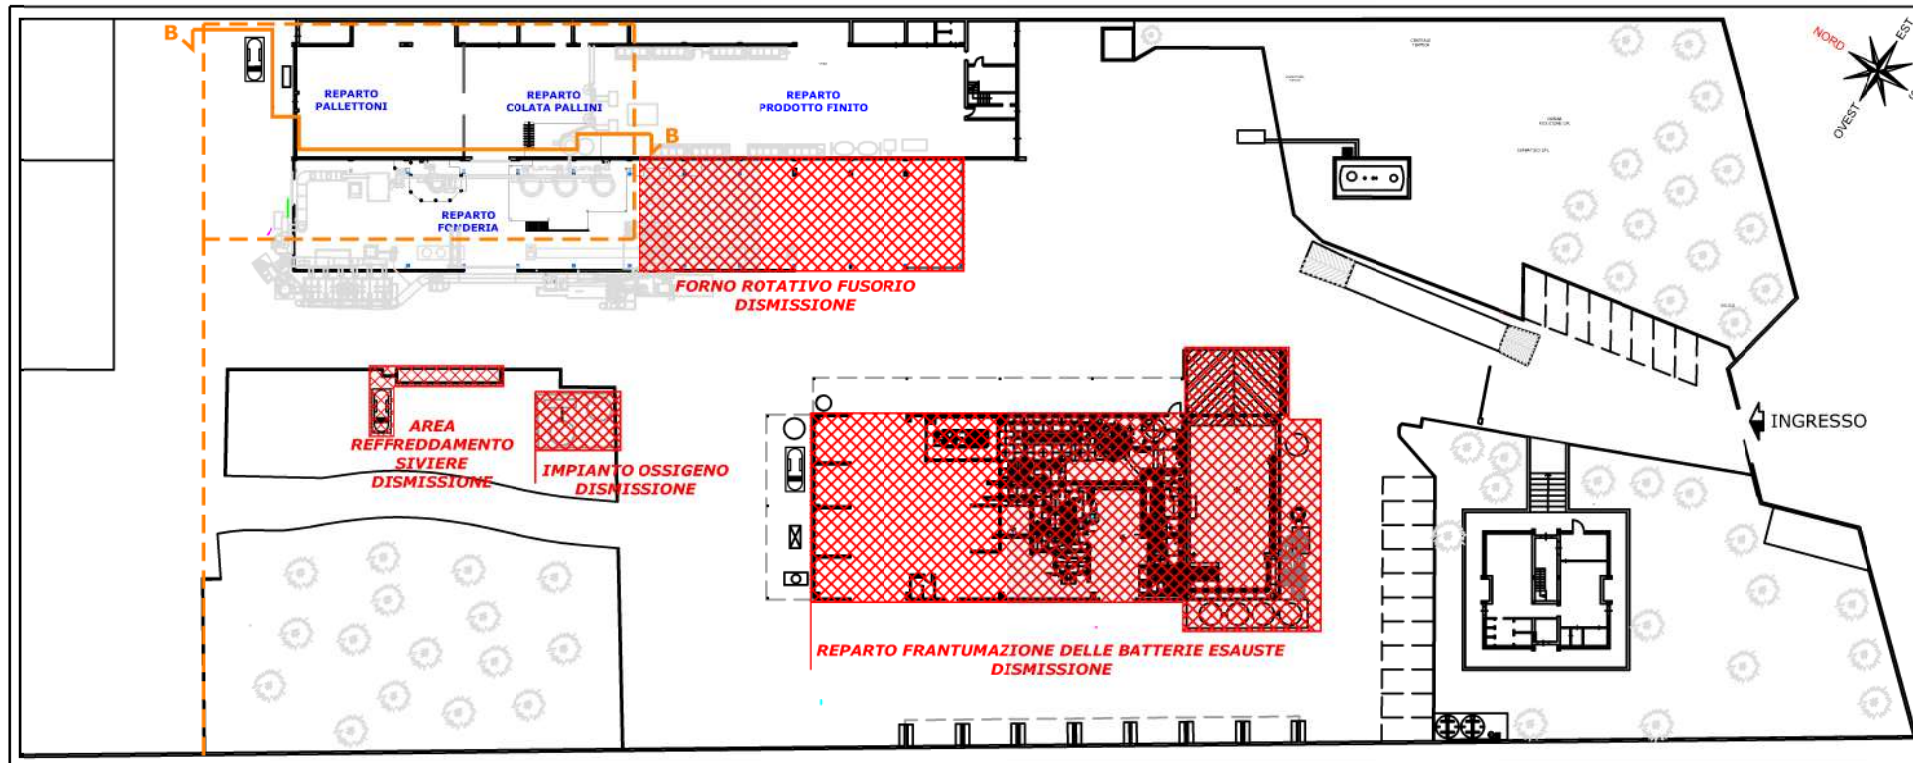 B
NORD
EST
OVEST
REPARTO
PALLETTONI
REPARTO
COLATA PALLINI
REPARTO
PRODOTTO FINITO
B
REPARTO
FONDERIA
FORNO ROTATIVO FUSORIO
DISMISSIONE
AREA
REFFREDDAMENTO
SIVIERE
DISMISSIONE
IMPIANTO OSSIGENO
DISMISSIONE
INGRESSO
REPARTO FRANTUMAZIONE DELLE BATTERIE ESAUSTE
DISMISSIONE